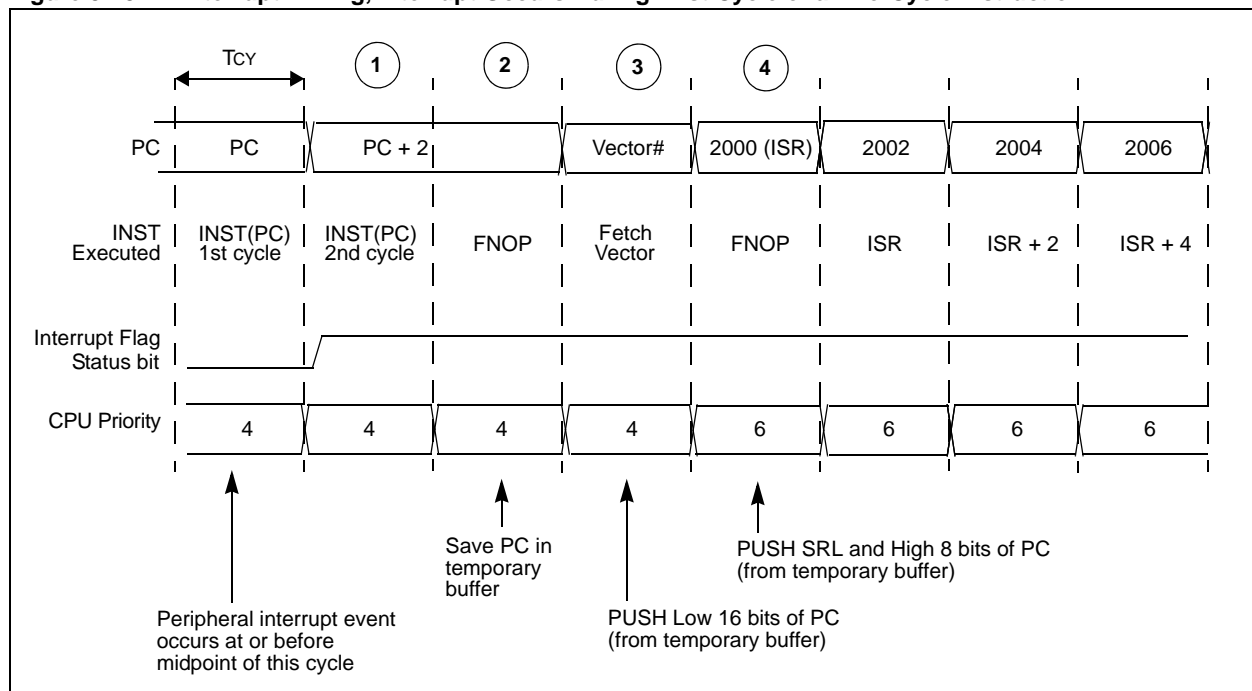 TCY
1
2
3
4
PC
PC
PC + 2
Vector#
2000 (ISR)
2002
2004
2006
INST
Executed
INST(PC)
1st cycle
INST(PC)
2nd cycle
FNOP
Fetch
Vector
FNOP
ISR
ISR + 2
ISR + 4
Interrupt Flag
Status bit
CPU Priority
4
4
4
4
6
6
6
6
Save PC in
temporary
buffer
PUSH SRL and High 8 bits of PC
(from temporary buffer)
Peripheral interrupt event
occurs at or before
midpoint of this cycle
PUSH Low 16 bits of PC
(from temporary buffer)